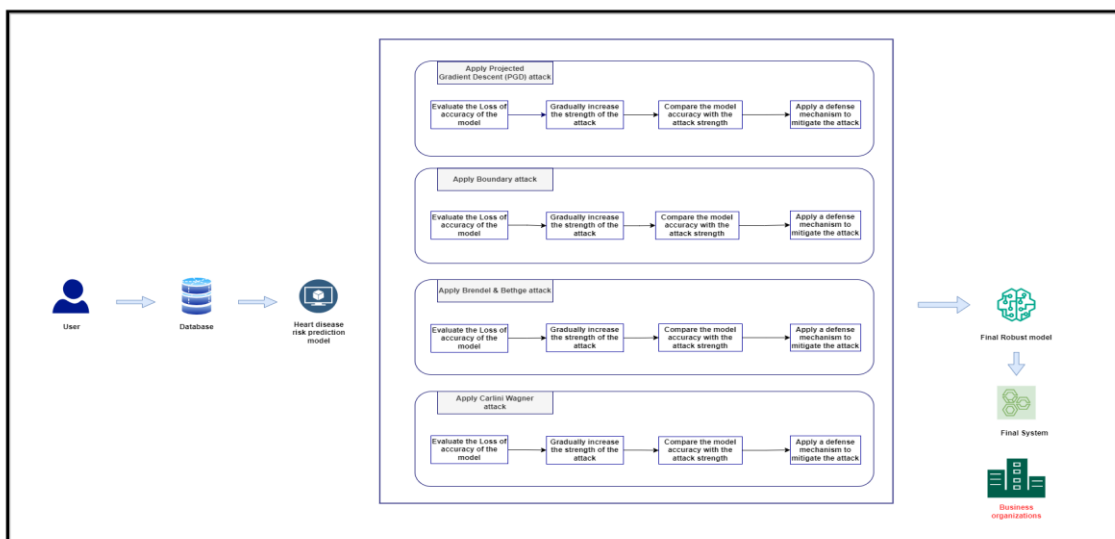 Apply Projected
Gradient Descent (PGD) attack
Evaluate the Loss of
accuracy of the
model
Gradually increase
the strength of the
attack
Compare the model
accuracy with the
attack strength
Apply a defense
mechanism to
mitigate the attack
Apply Boundary attack
Evaluate the Loss of
accuracy of the
model
Gradually increase
the strength of the
attack
Compare the model
accuracy with the
attack strength
Apply a defense
mechanism to
mitigate the attack
User
Database
Heart disease
risk prediction
model
Apply Brendel & Bethge attack
Evaluate the Loss of
accuracy of the
model
Gradually increase
the strength of the
attack
Compare the model
accuracy with the
attack strength
Apply a defense
mechanism to
mitigate the attack
Apply Carlini Wagner
attack
Evaluate the Loss of
accuracy of the
model
Gradually increase
the strength of the
attack
Compare the model
accuracy with the
attack strength
Apply a defense
mechanism to
mitigate the attack
Final Robust model
Final System
Business
organizations